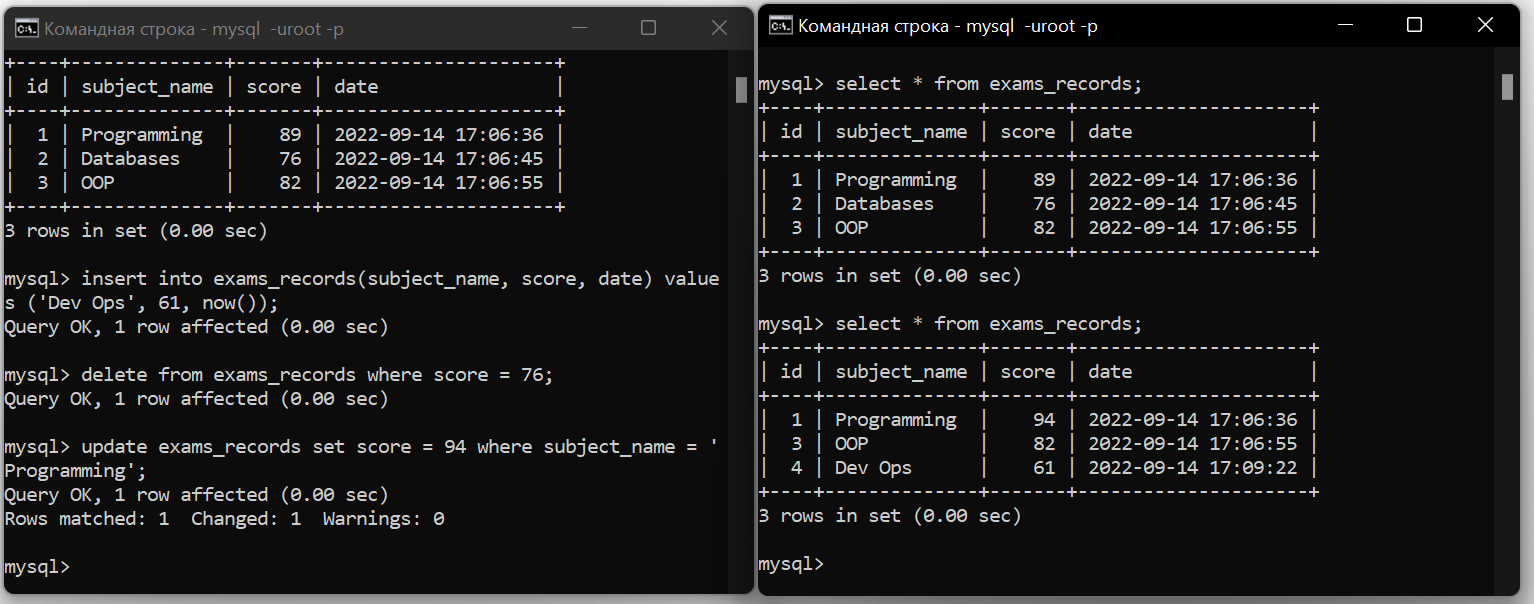 Командная строка - mysql  -uroot -p
+----+--------------+-------+---------------------+
| id | subject_name | score | date                |
+----+--------------+-------+---------------------+
|  1 | Programming  |    89 | 2022-09-14 17:06:36 |
|  2 | Databases    |    76 | 2022-09-14 17:06:45 |
|  3 | OOP          |    82 | 2022-09-14 17:06:55 |
+----+--------------+-------+---------------------+
3 rows in set (0.00 sec)
mysql> insert into exams_records(subject_name, score, date) value
s ('Dev Ops', 61, now());
Query OK, 1 row affected (0.00 sec)
mysql> delete from exams_records where score = 76;
Query OK, 1 row affected (0.00 sec)
mysql> update exams_records set score = 94 where subject_name = '
Programming';
Query OK, 1 row affected (0.00 sec)
Rows matched: 1  Changed: 1  Warnings: 0
mysql>
Командная строка - mysql  -uroot -p
mysql> select * from exams_records;
+----+--------------+-------+---------------------+
| id | subject_name | score | date                |
+----+--------------+-------+---------------------+
|  1 | Programming  |    89 | 2022-09-14 17:06:36 |
|  2 | Databases    |    76 | 2022-09-14 17:06:45 |
|  3 | OOP          |    82 | 2022-09-14 17:06:55 |
+----+--------------+-------+---------------------+
3 rows in set (0.00 sec)
mysql> select * from exams_records;
+----+--------------+-------+---------------------+
| id | subject_name | score | date                |
+----+--------------+-------+---------------------+
|  1 | Programming  |    94 | 2022-09-14 17:06:36 |
|  3 | OOP          |    82 | 2022-09-14 17:06:55 |
|  4 | Dev Ops      |    61 | 2022-09-14 17:09:22 |
+----+--------------+-------+---------------------+
3 rows in set (0.00 sec)
mysql>